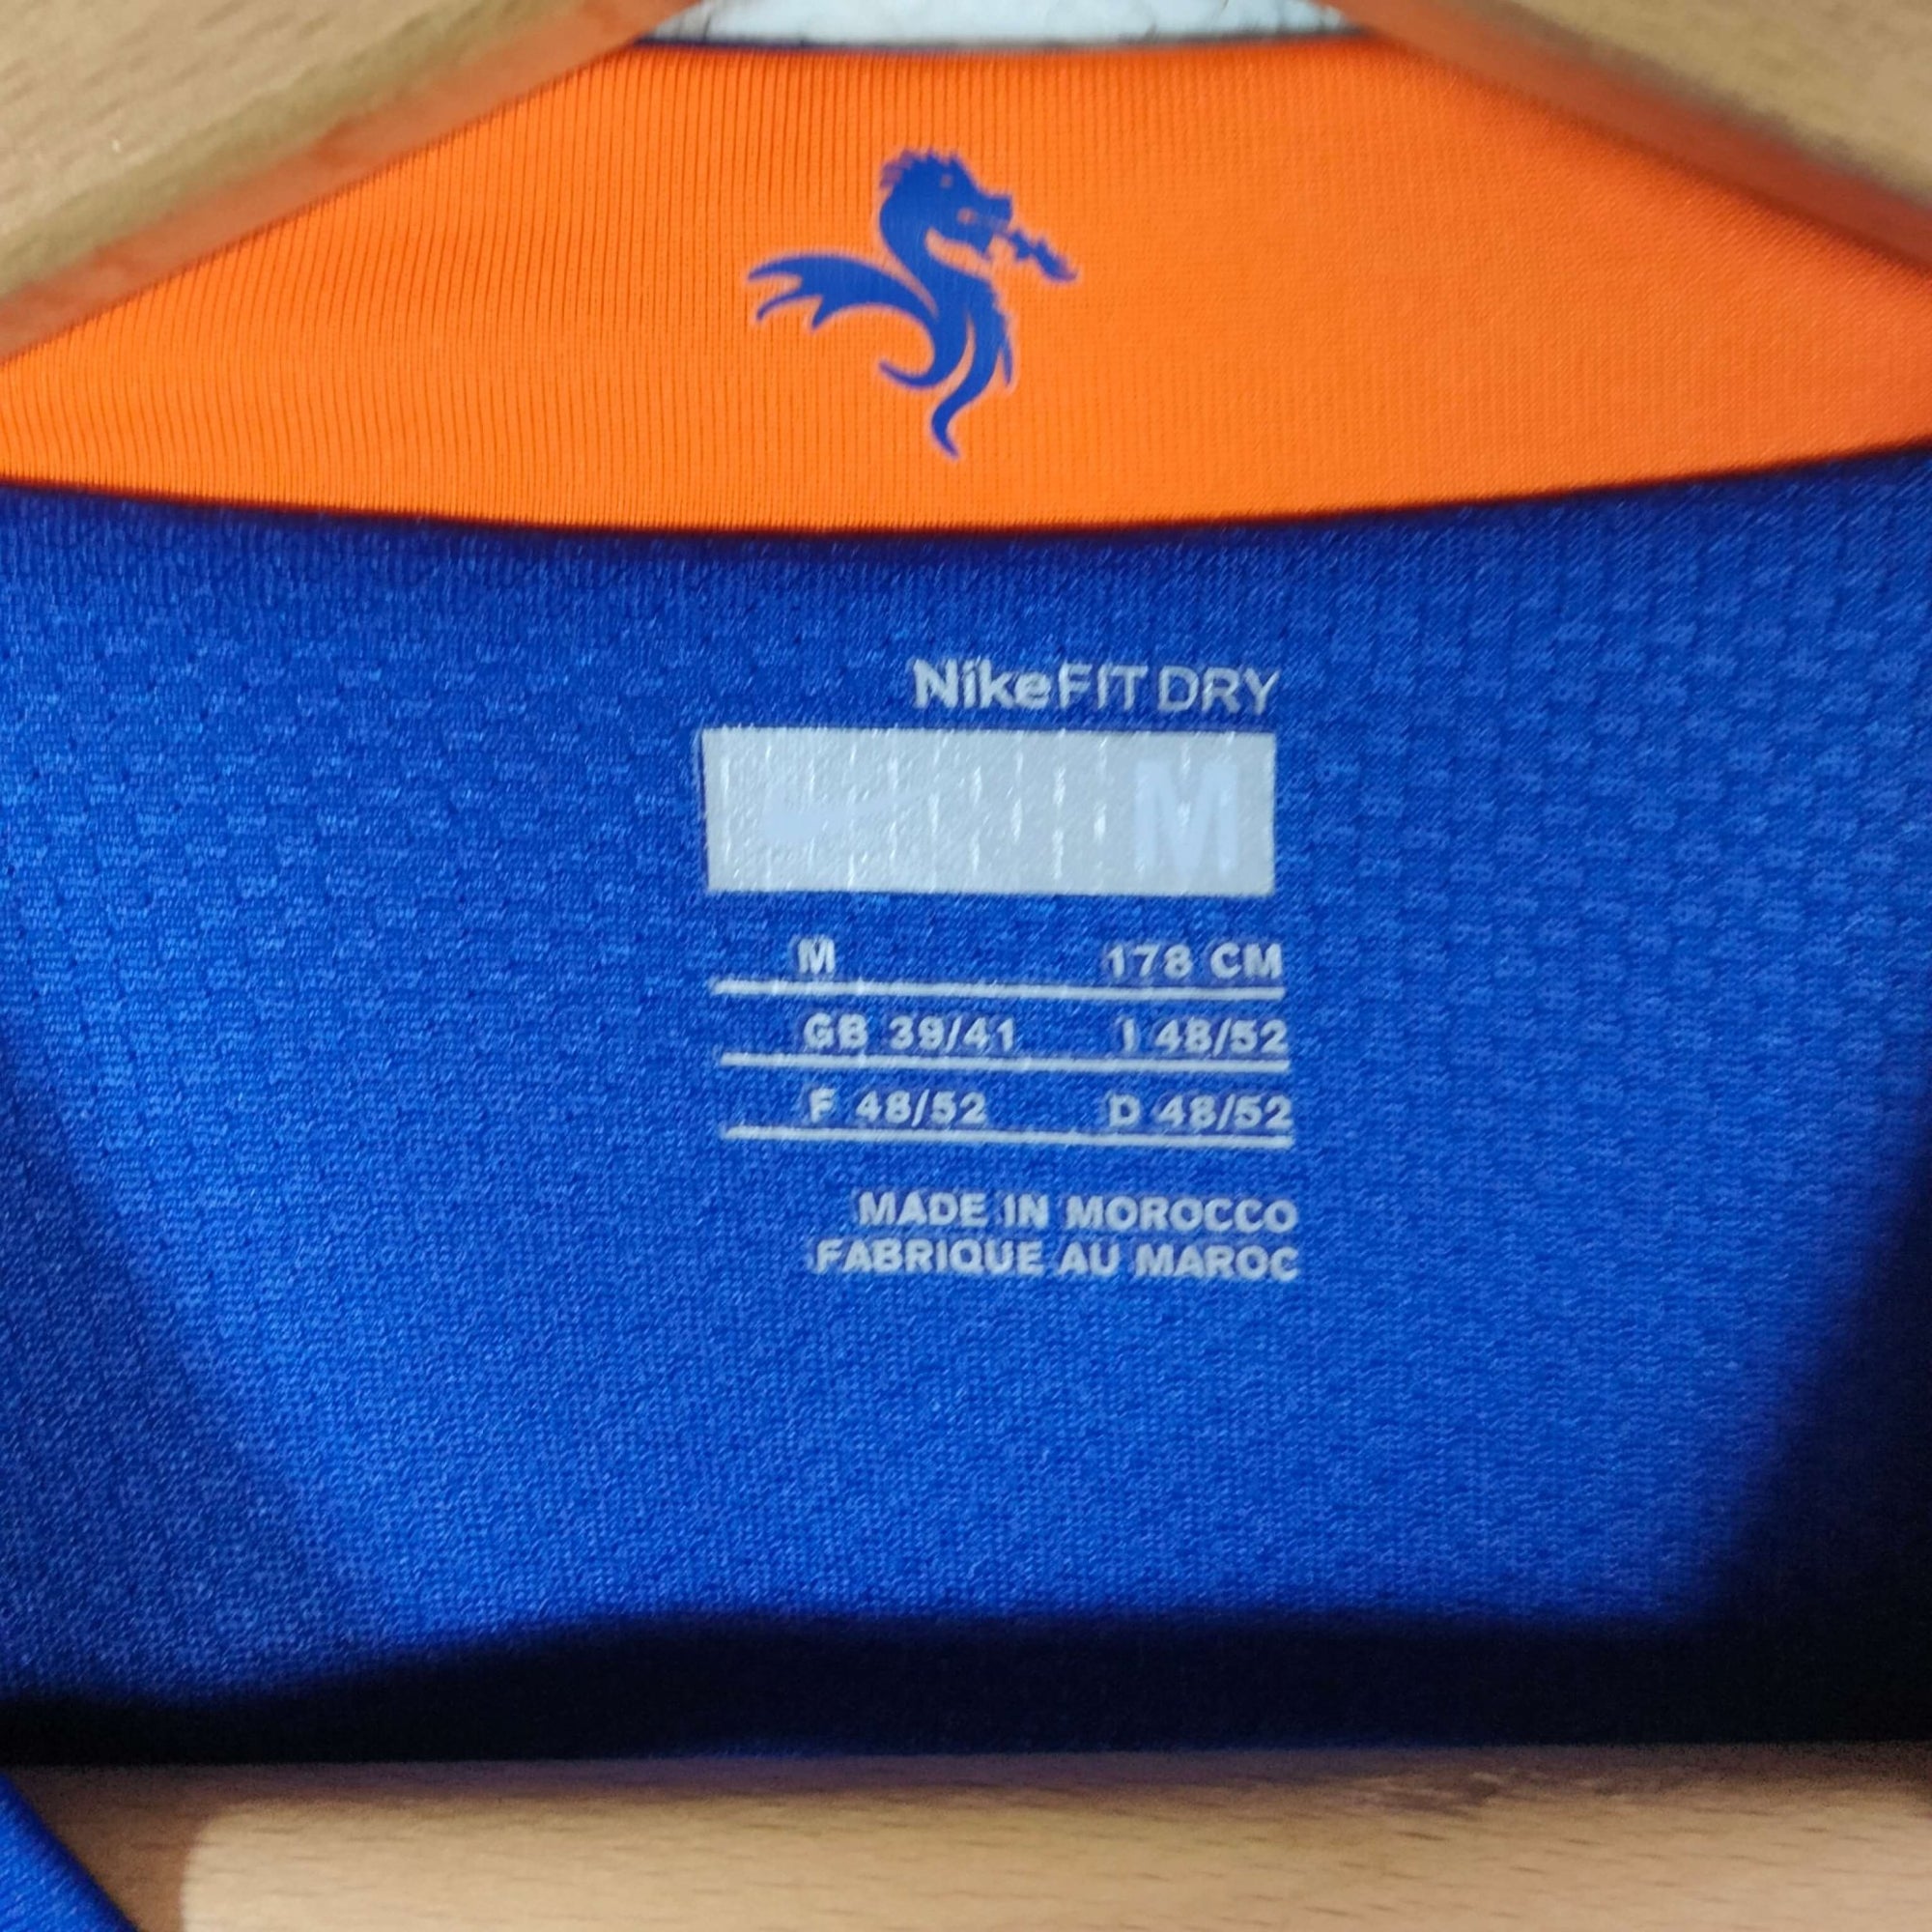 NikeFIT DRY
M
M 178 CM
GB 39/41 I 48/52
F 48/52 D 48/52
MADE IN MOROCCO
FABRIQUE AU MAROC